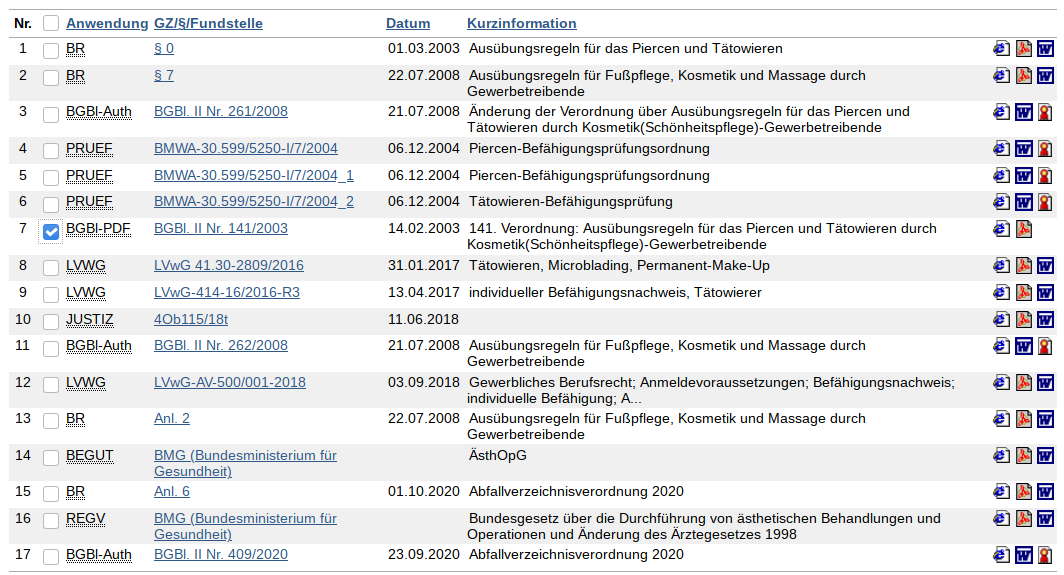 Nr. Anwendung GZ/§/Fundstelle Datum Kurzinformation
1 BR § 0 01.03.2003 Ausübungsregeln für das Piercen und Tätowieren
2 BR § 7 22.07.2008 Ausübungsregeln für Fußpflege, Kosmetik und Massage durch
Gewerbetreibende
3 BGBl-Auth BGBl. II Nr. 261/2008 21.07.2008 Änderung der Verordnung über Ausübungsregeln für das Piercen und
Tätowieren durch Kosmetik(Schönheitspflege)-Gewerbetreibende
4 PRUEF BMWA-30.599/5250-I/7/2004 06.12.2004 Piercen-Befähigungsprüfungsordnung
5 PRUEF BMWA-30.599/5250-I/7/2004_1 06.12.2004 Piercen-Befähigungsprüfungsordnung
6 PRUEF BMWA-30.599/5250-I/7/2004_2 06.12.2004 Tätowieren-Befähigungsprüfung
7 BGBl-PDF BGBl. II Nr. 141/2003 14.02.2003 141. Verordnung: Ausübungsregeln für das Piercen und Tätowieren durch
Kosmetik(Schönheitspflege)-Gewerbetreibende
8 LVWG LVwG 41.30-2809/2016 31.01.2017 Tätowieren, Microblading, Permanent-Make-Up
9 LVWG LVwG-414-16/2016-R3 13.04.2017 individueller Befähigungsnachweis, Tätowierer
10 JUSTIZ 4Ob115/18t 11.06.2018
11 BGBl-Auth BGBl. II Nr. 262/2008 21.07.2008 Ausübungsregeln für Fußpflege, Kosmetik und Massage durch
Gewerbetreibende
12 LVWG LVwG-AV-500/001-2018 03.09.2018 Gewerbliches Berufsrecht; Anmeldevoraussetzungen; Befähigungsnachweis;
individuelle Befähigung; A...
13 BR Anl. 2 22.07.2008 Ausübungsregeln für Fußpflege, Kosmetik und Massage durch
Gewerbetreibende
14 BEGUT BMG (Bundesministerium für ÄsthOpG
Gesundheit)
15 BR Anl. 6 01.10.2020 Abfallverzeichnisverordnung 2020
16 REGV BMG (Bundesministerium für Bundesgesetz über die Durchführung von ästhetischen Behandlungen und
Gesundheit) Operationen und Änderung des Ärztegesetzes 1998
17 BGBl-Auth BGBl. II Nr. 409/2020 23.09.2020 Abfallverzeichnisverordnung 2020